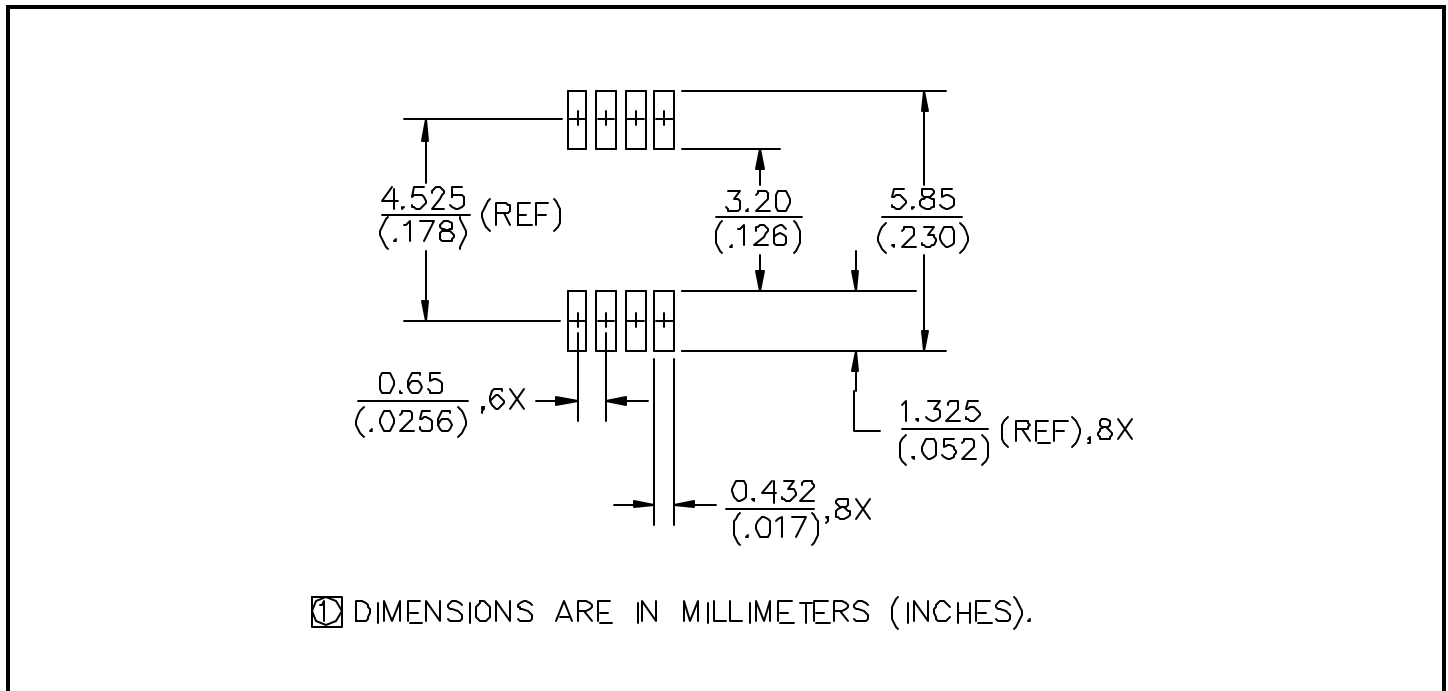 4.525
(.178)
(REF)
3.20
(.126)
5.85
(.230)
0.65
(.0256)
,6X
1.325
(.052)
(REF),8X
0.432
(.017)
,8X
1 DIMENSIONS ARE IN MILLIMETERS (INCHES).